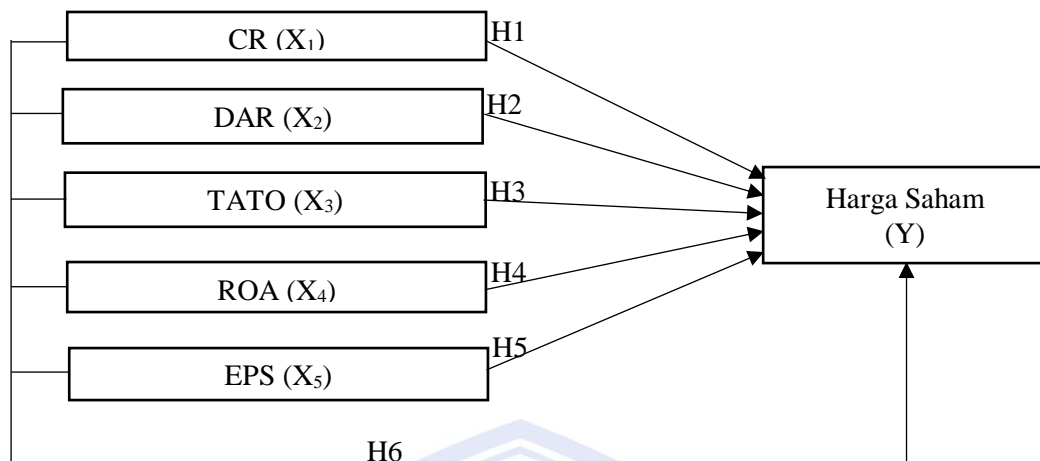 CR (X₁)
H1
DAR (X₂)
H2
TATO (X₃)
H3
ROA (X₄)
H4
EPS (X₅)
H5
Harga Saham
(Y)
H6